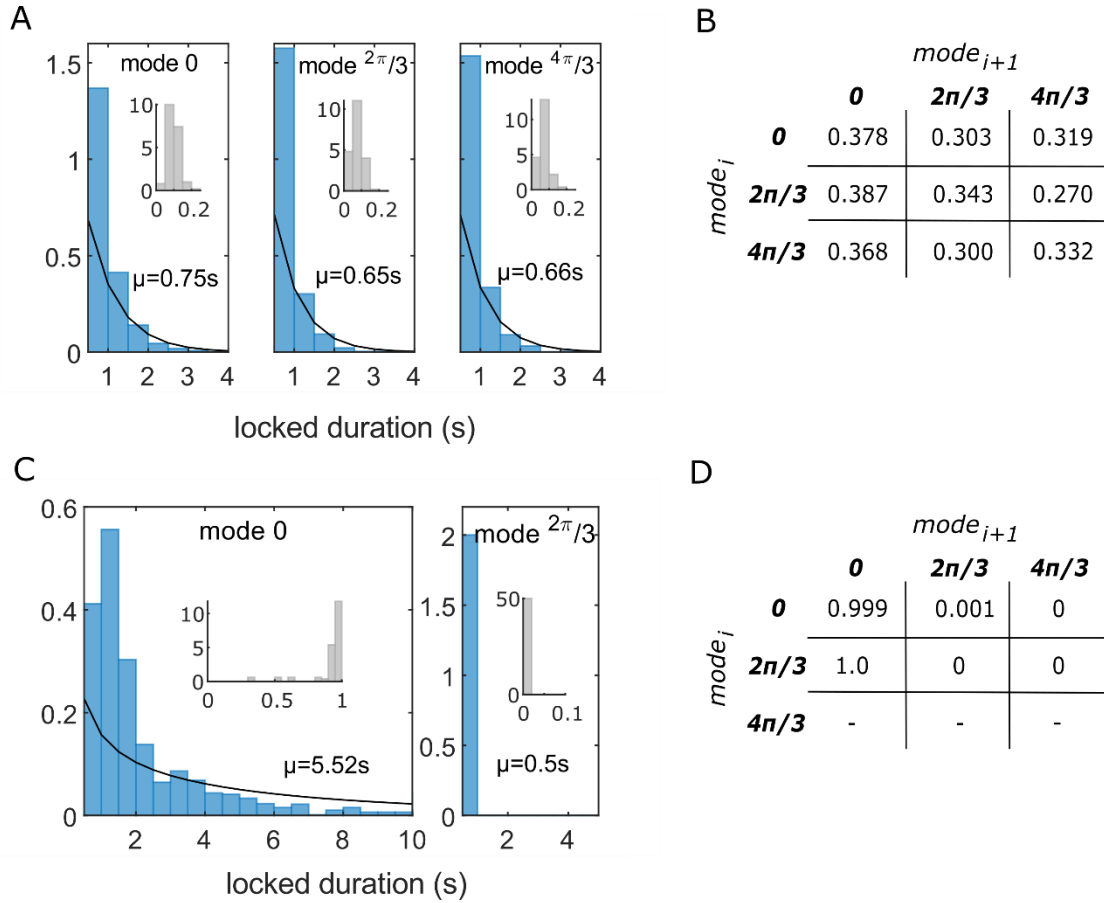 A
1.5
1
0.5
0
mode 0
10
5
0
0 0.2
μ=0.75s
1 2 3 4
mode 2π/3
10
5
0
0 0.2
μ=0.65s
1 2 3 4
mode 4π/3
10
5
0
0 0.2
μ=0.66s
1 2 3 4
locked duration (s)
B
mode i+1
0 2π/3 4π/3
mode i
0 0.378 0.303 0.319
2π/3 0.387 0.343 0.270
4π/3 0.368 0.300 0.332
C
0.6
0.4
0.2
0
mode 0
10
5
0
0 0.5 1
μ=5.52s
2 4 6 8 10
locked duration (s)
2
1.5
1
0.5
0
mode 2π/3
50
0
0 0.1
μ=0.5s
2 4
D
mode i+1
0 2π/3 4π/3
mode i
0 0.999 0.001 0
2π/3 1.0 0 0
4π/3 - - -